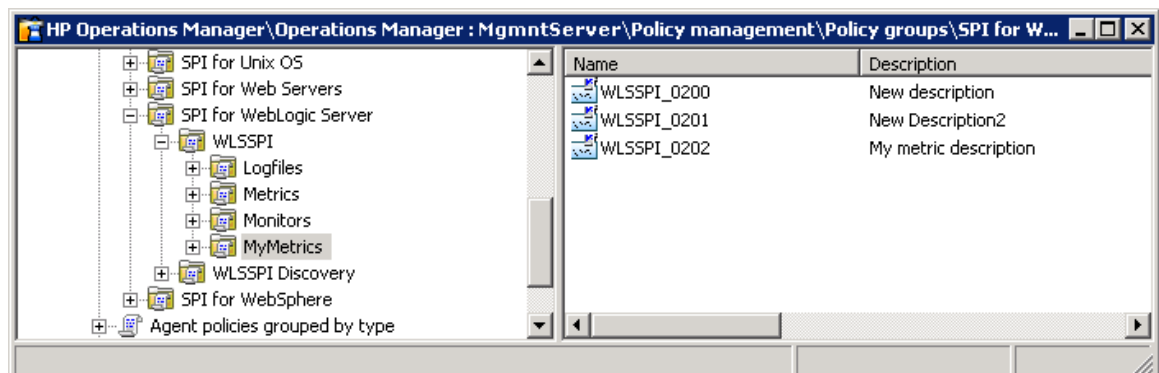 HP Operations Manager\Operations Manager : MgmntServer\Policy management\Policy groups\SPI for W...
SPI for Unix OS
SPI for Web Servers
SPI for WebLogic Server
WLSSPI
Logfiles
Metrics
Monitors
MyMetrics
WLSSPI Discovery
SPI for WebSphere
Agent policies grouped by type
Name Description
WLSSPI_0200 New description
WLSSPI_0201 New Description2
WLSSPI_0202 My metric description